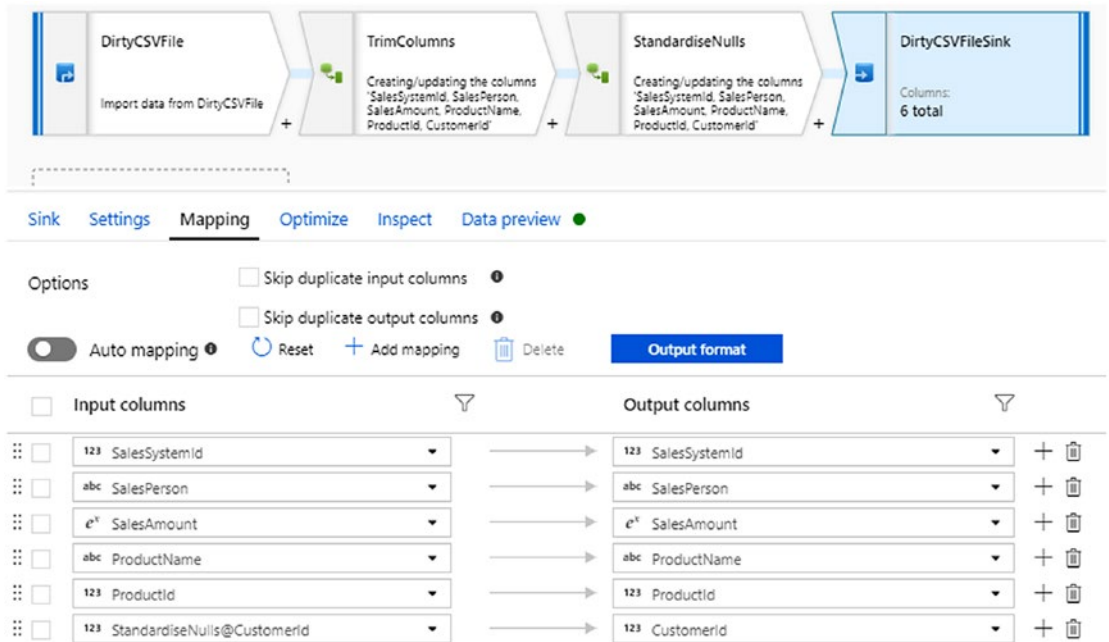 DirtyCSVFile
Import data from DirtyCSVFile
+
TrimColumns
Creating/updating the columns
'SalesSystemId, SalesPerson,
SalesAmount, ProductName,
ProductId, CustomerId'
+
StandardiseNulls
Creating/updating the columns
'SalesSystemId, SalesPerson,
SalesAmount, ProductName,
ProductId, CustomerId'
+
DirtyCSVFileSink
Columns:
6 total
Sink Settings Mapping Optimize Inspect Data preview
Options
Skip duplicate input columns
Skip duplicate output columns
Auto mapping Reset + Add mapping Delete Output format
Input columns Output columns
123 SalesSystemId 123 SalesSystemId +
abc SalesPerson abc SalesPerson +
eˣ SalesAmount eˣ SalesAmount +
abc ProductName abc ProductName +
123 ProductId 123 ProductId +
123 StandardiseNulls@CustomerId 123 CustomerId +